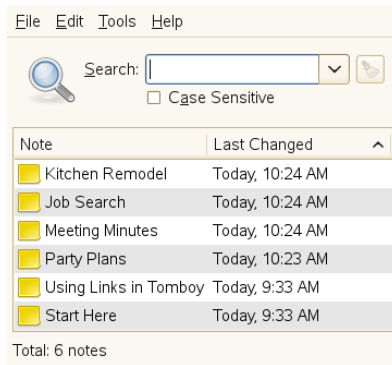 File Edit Tools Help
Search:
Case Sensitive
Note Last Changed
Kitchen Remodel Today, 10:24 AM
Job Search Today, 10:24 AM
Meeting Minutes Today, 10:24 AM
Party Plans Today, 10:23 AM
Using Links in Tomboy Today, 9:33 AM
Start Here Today, 9:33 AM
Total: 6 notes